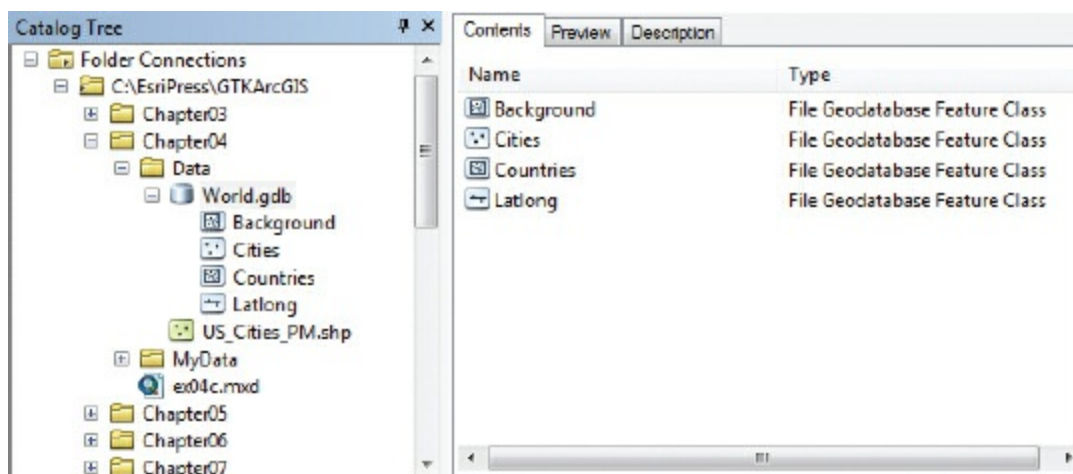 Catalog Tree
Folder Connections
C:\EsriPress\GTKArcGIS
Chapter03
Chapter04
Data
World.gdb
Background
Cities
Countries
Latlong
US_Cities_PM.shp
MyData
ex04c.mxd
Chapter05
Chapter06
Chapter07
Contents Preview Description
Name Type
Background File Geodatabase Feature Class
Cities File Geodatabase Feature Class
Countries File Geodatabase Feature Class
Latlong File Geodatabase Feature Class